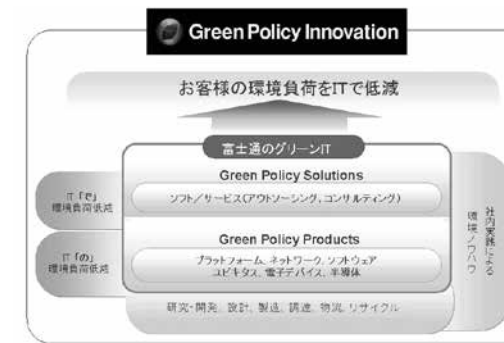 Green Policy Innovation
お客様の環境負荷をITで低減
富士通のグリーンIT
Green Policy Solutions
ソフト／サービス(アウトソーシング、コンサルティング)
IT「で」
環境負荷低減
Green Policy Products
プラットフォーム、ネットワーク、ソフトウェア
ユビキタス、電子デバイス、半導体
IT「の」
環境負荷低減
社内実践による
環境ノウハウ
研究・開発、設計、製造、調達、物流、リサイクル